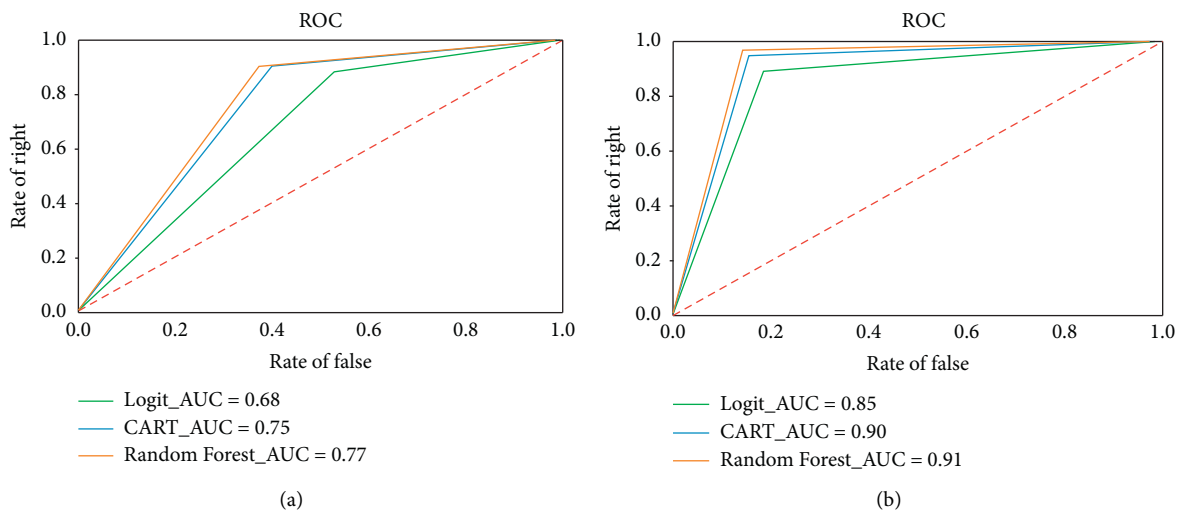 ROC
1.0
0.8
0.6
0.4
0.2
0.0
Rate of right
0.0 0.2 0.4 0.6 0.8 1.0
Rate of false
Logit_AUC = 0.68
CART_AUC = 0.75
Random Forest_AUC = 0.77
(a)
ROC
1.0
0.8
0.6
0.4
0.2
0.0
Rate of right
0.0 0.2 0.4 0.6 0.8 1.0
Rate of false
Logit_AUC = 0.85
CART_AUC = 0.90
Random Forest_AUC = 0.91
(b)